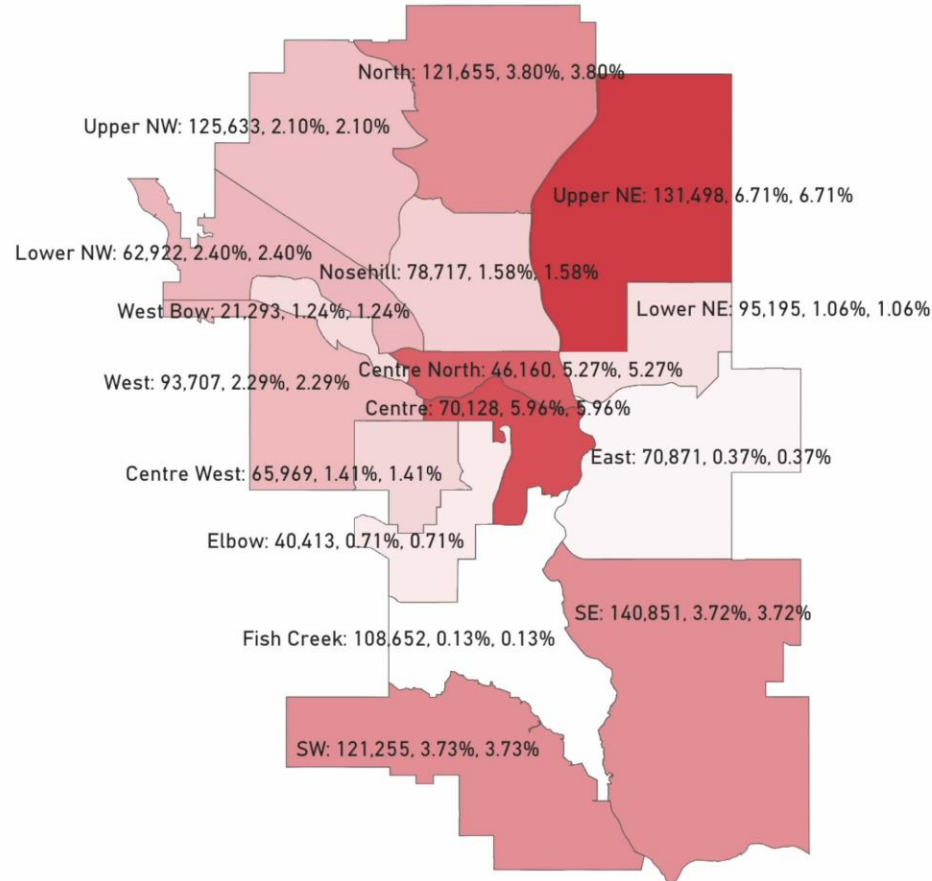 North: 121,655, 3.80%, 3.80%
Upper NW: 125,633, 2.10%, 2.10%
Upper NE: 131,498, 6.71%, 6.71%
Lower NW: 62,922, 2.40%, 2.40%
Nosehill: 78,717, 1.58%, 1.58%
West Bow: 21,293, 1.24%, 1.24%
Lower NE: 95,195, 1.06%, 1.06%
Centre North: 46,160, 5.27%, 5.27%
West: 93,707, 2.29%, 2.29%
Centre: 70,128, 5.96%, 5.96%
East: 70,871, 0.37%, 0.37%
Centre West: 65,969, 1.41%, 1.41%
Elbow: 40,413, 0.71%, 0.71%
SE: 140,851, 3.72%, 3.72%
Fish Creek: 108,652, 0.13%, 0.13%
SW: 121,255, 3.73%, 3.73%